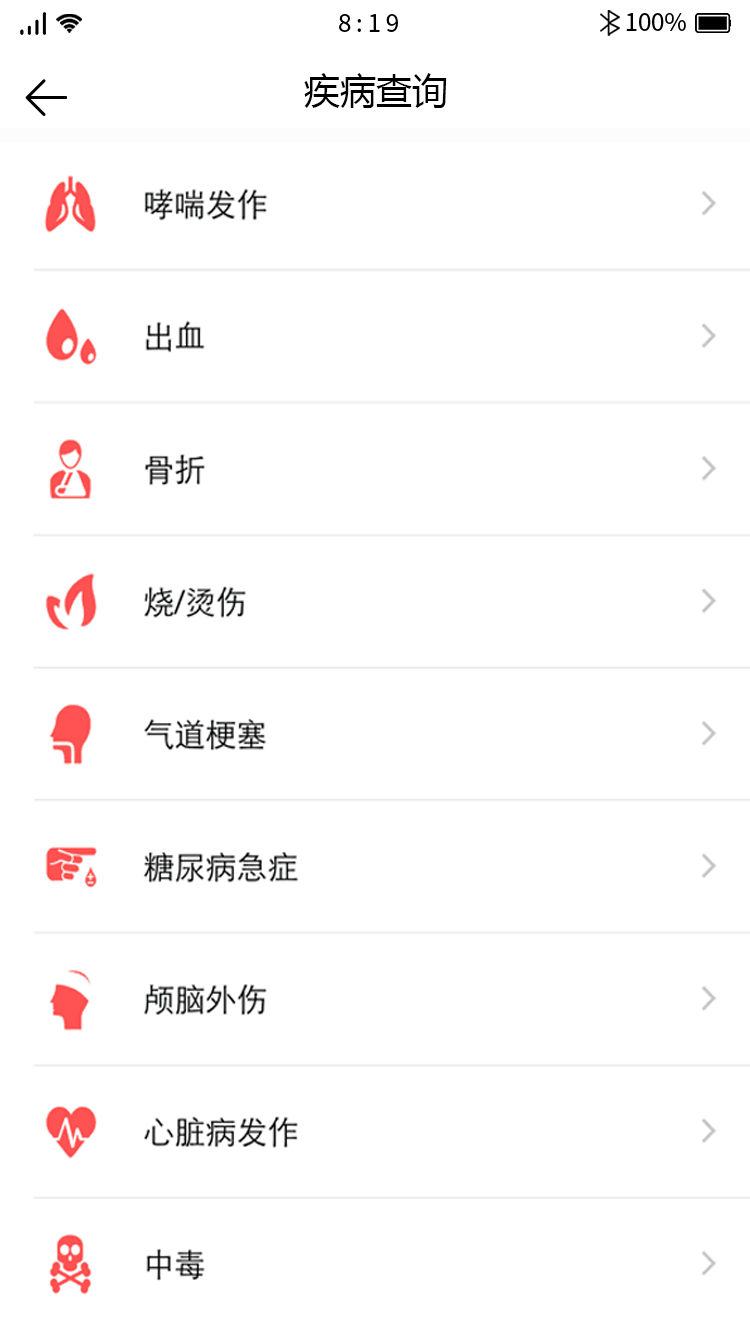 8:19
100%
疾病查询
哮喘发作
出血
骨折
烧/烫伤
气道梗塞
糖尿病急症
颅脑外伤
心脏病发作
中毒